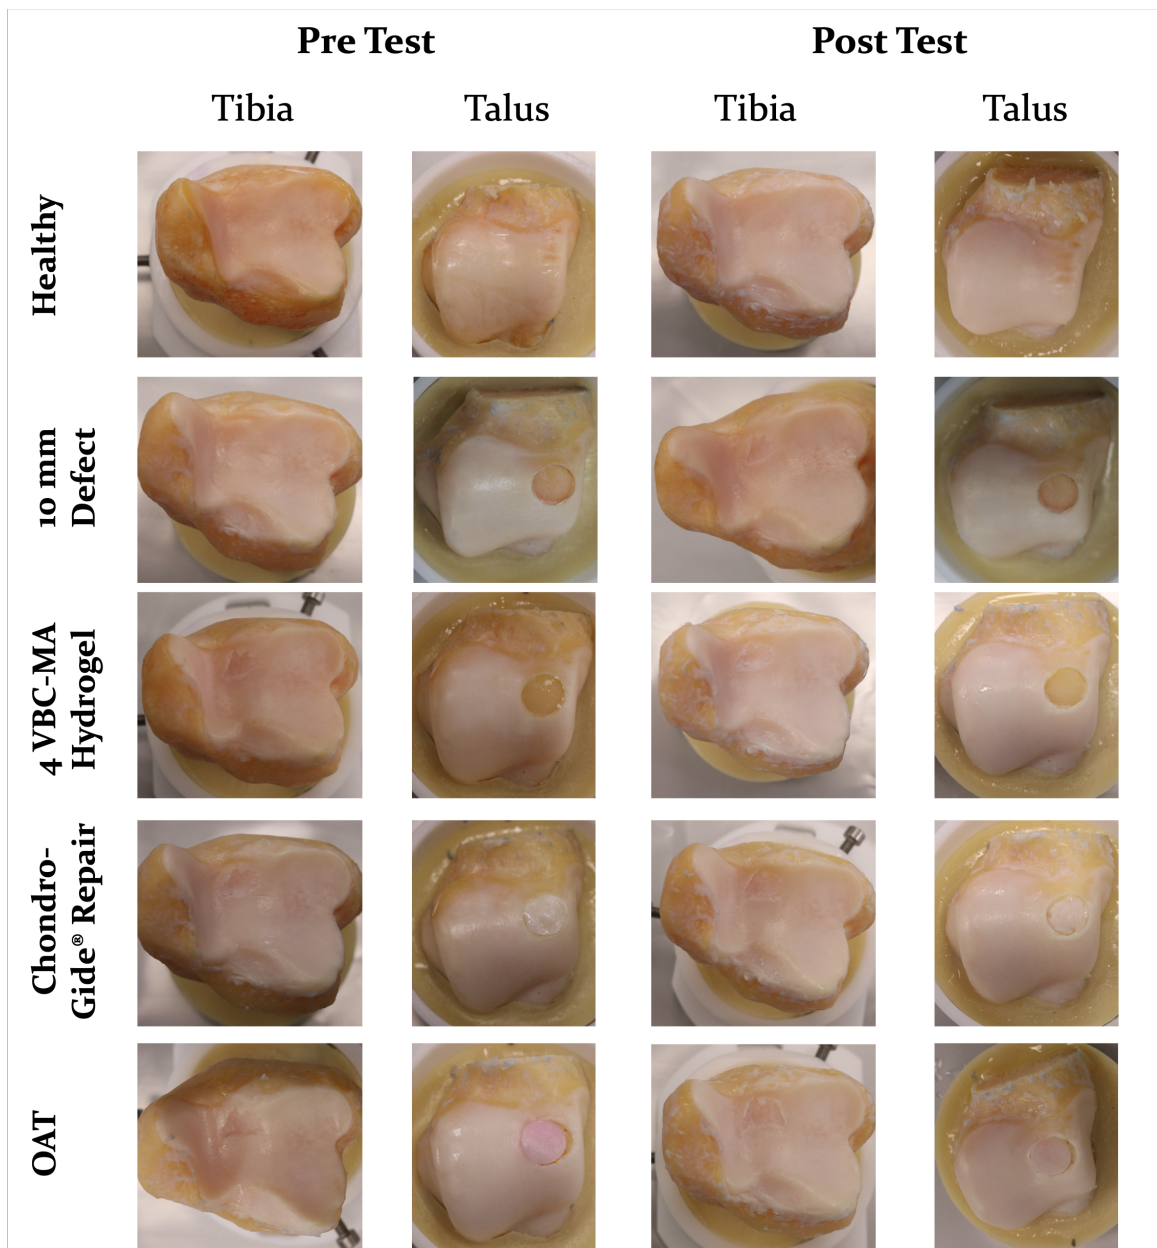 Pre Test
Post Test
Tibia
Talus
Tibia
Talus
Healthy
10 mm
Defect
4 VBC-MA
Hydrogel
Chondro-
Gide® Repair
OAT